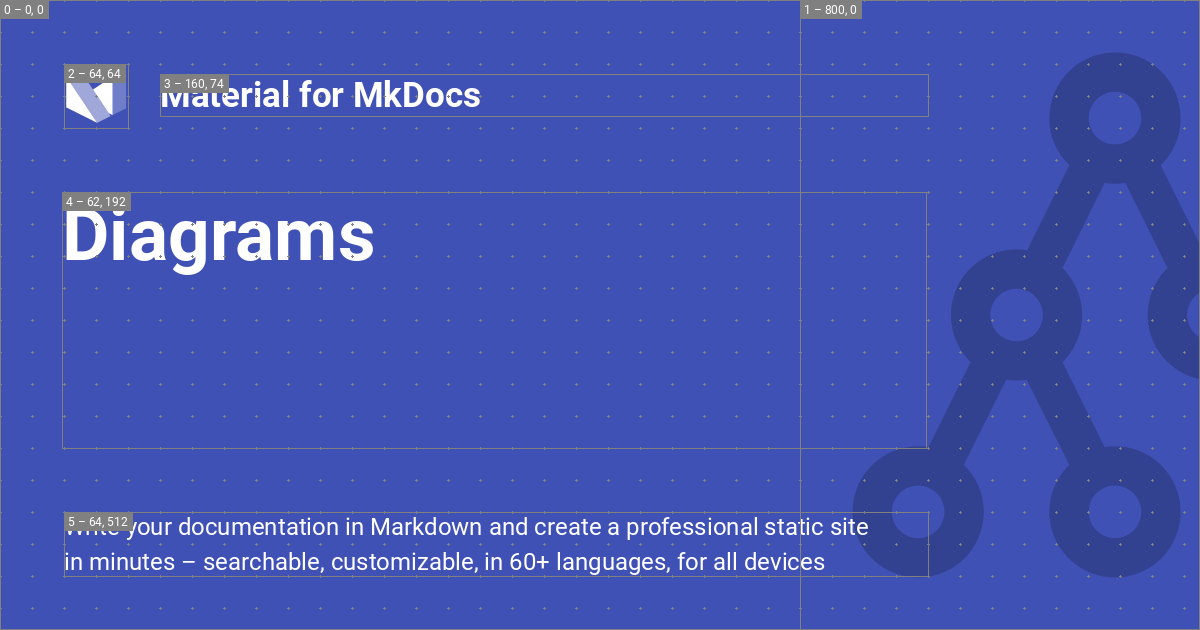 0 – 0, 0
1 – 800, 0
2 – 64, 64
3 – 160, 74
Material for MkDocs
4 – 62, 192
Diagrams
5 – 64, 512
Write your documentation in Markdown and create a professional static site
in minutes – searchable, customizable, in 60+ languages, for all devices